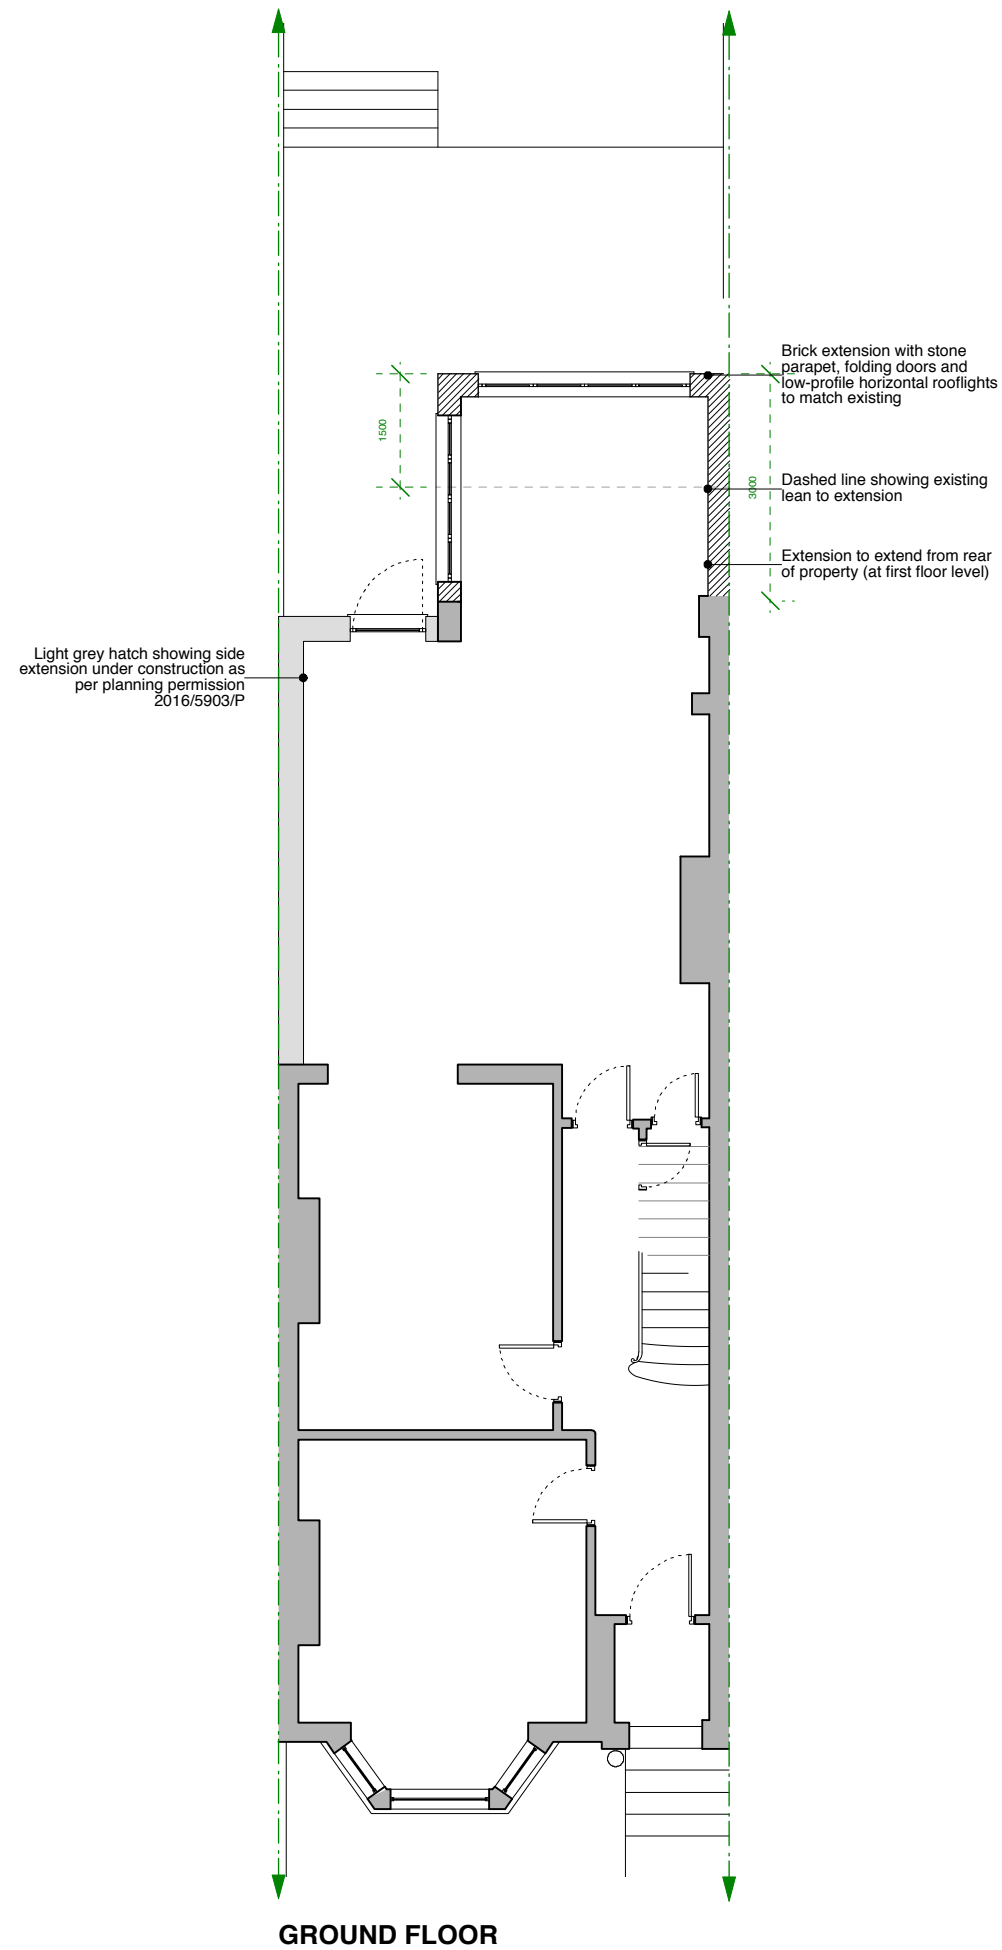 Brick extension with stone
parapet, folding doors and
low-profile horizontal rooflights
to match existing
1500
3000
Dashed line showing existing
lean to extension
Extension to extend from rear
of property (at first floor level)
Light grey hatch showing side
extension under construction as
per planning permission
2016/5903/P
GROUND FLOOR